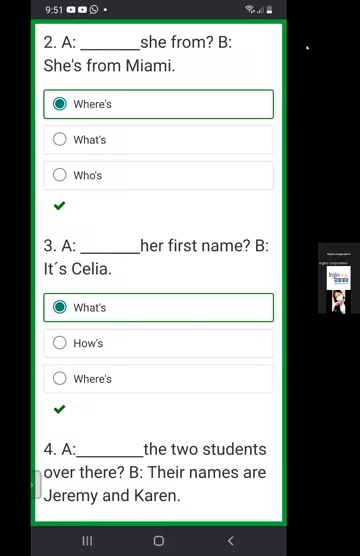 9:51
2. A: ________she from? B:
She's from Miami.
Where's
What's
Who's
3. A: ________her first name? B:
It´s Celia.
What's
How's
Where's
4. A:_________the two students
over there? B: Their names are
Jeremy and Karen.